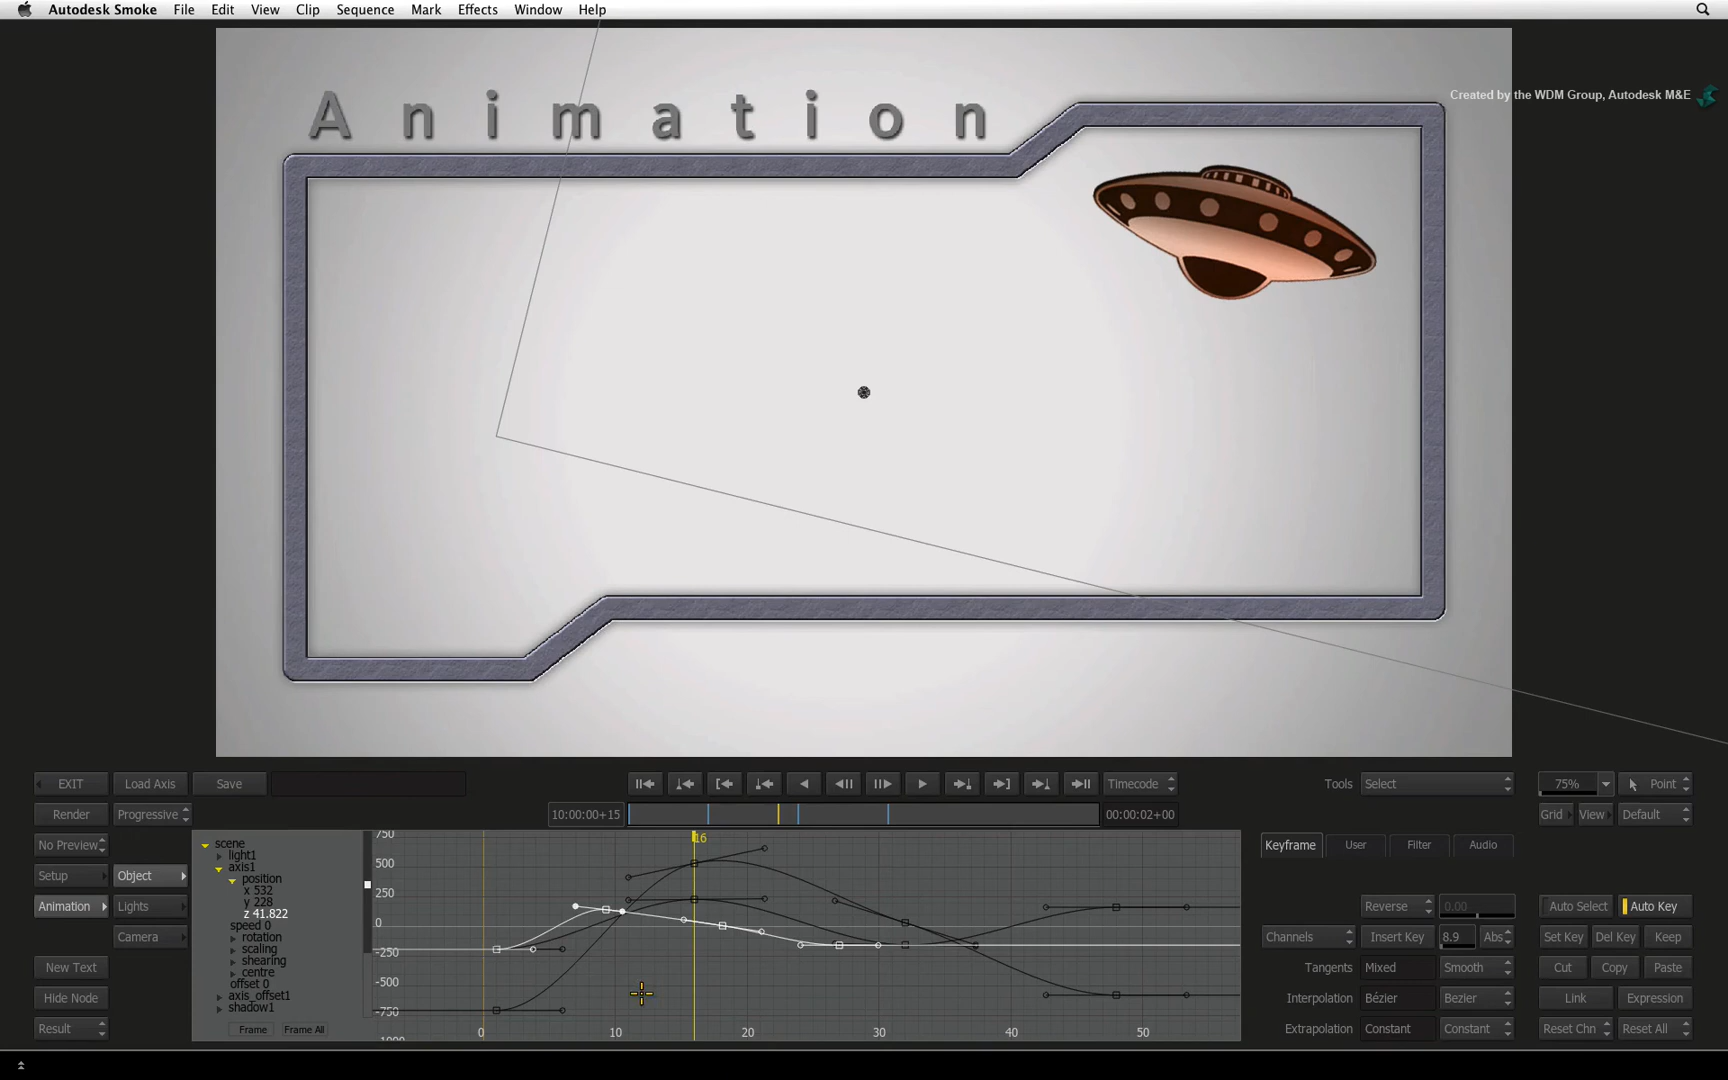 Autodesk Smoke File Edit View Clip Sequence Mark Effects Window Help
Created by the WDM Group, Autodesk M&E
Animation
EXIT Load Axis Save Timecode Tools Select 75% Point
Render Progressive 10:00:00+15 00:00:02+00 Grid View Default
No Preview
Setup Object
Animation Lights
Camera
New Text
Hide Node
Result
scene
light1
axis1
position
x 532
y 228
z 41.822
speed 0
rotation
scaling
shearing
centre
offset 0
axis_offset1
shadow1
Frame Frame All
750
500
250
0
-250
-500
-750
-1000
16
0 10 20 30 40 50
Keyframe User Filter Audio
Reverse 0.00 Auto Select Auto Key
Channels Insert Key 8.9 Abs Set Key Del Key Keep
Tangents Mixed Smooth Cut Copy Paste
Interpolation Bézier Bezier Link Expression
Extrapolation Constant Constant Reset Chn Reset All